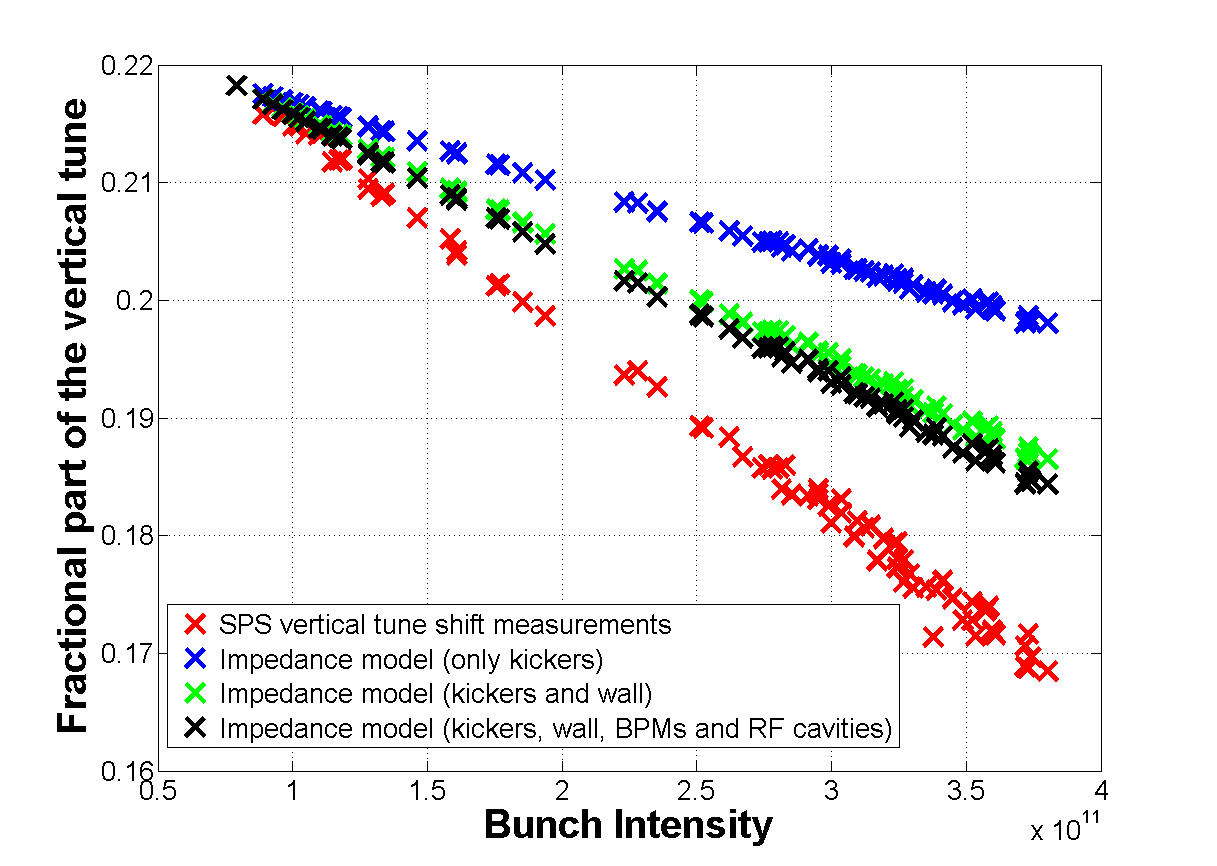 Fractional part of the vertical tune
0.22
0.21
0.2
0.19
0.18
0.17
0.16
SPS vertical tune shift measurements
Impedance model (only kickers)
Impedance model (kickers and wall)
Impedance model (kickers, wall, BPMs and RF cavities)
0.5 1 1.5 2 2.5 3 3.5 4
Bunch Intensity
x 10^11